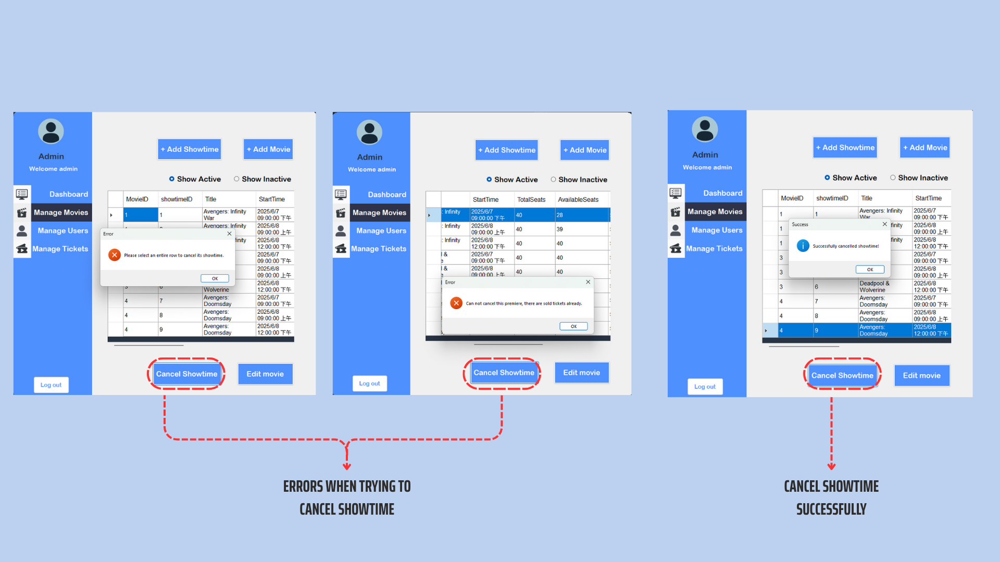 Admin
Welcome admin
Dashboard
Manage Movies
Manage Users
Manage Tickets
Log out
+ Add Showtime
+ Add Movie
Show Active
Show Inactive
MovieID showtimeID Title StartTime
1 1 Avengers: Infinity War 2025/6/7 09:00:00 下午
Avengers: Infinity 2025/6/8 09:00:00 上午
finity 2025/6/8 12:00:00 下午
2025/6/7 09:00:00 下午
2025/6/8 09:00:00 上午
3 6 Wolverine 2025/6/8 12:00:00 下午
4 7 Avengers: Doomsday 2025/6/7 09:00:00 下午
4 8 Avengers: Doomsday 2025/6/8 09:00:00 上午
4 9 Avengers: Doomsday 2025/6/8 12:00:00 下午
Error
Please select an entire row to cancel its showtime.
OK
Cancel Showtime
Edit movie
Admin
Welcome admin
Dashboard
Manage Movies
Manage Users
Manage Tickets
Log out
+ Add Showtime
+ Add Movie
Show Active
Show Inactive
StartTime TotalSeats AvailableSeats
: Infinity 2025/6/7 09:00:00 下午 40 28
: Infinity 2025/6/8 09:00:00 上午 40 39
: Infinity 2025/6/8 12:00:00 下午 40 40
& 2025/6/7 09:00:00 下午 40 40
& 2025/6/8 09:00:00 上午 40 40
Error
Can not cancel this premiere, there are sold tickets already.
OK
Cancel Showtime
Edit movie
Admin
Welcome admin
Dashboard
Manage Movies
Manage Users
Manage Tickets
Log out
+ Add Showtime
+ Add Movie
Show Active
Show Inactive
MovieID showtimeID Title StartTime
1 1 Avengers: Infinity War 2025/6/7 09:00:00 下午
1 finity 2025/6/8 09:00:00 上午
1 finity 2025/6/8 12:00:00 下午
3 2025/6/7 09:00:00 下午
3 2025/6/8 09:00:00 上午
3 6 Deadpool & Wolverine 2025/6/8 12:00:00 下午
4 7 Avengers: Doomsday 2025/6/7 09:00:00 下午
4 8 Avengers: Doomsday 2025/6/8 09:00:00 上午
4 9 Avengers: Doomsday 2025/6/8 12:00:00 下午
Success
Successfully cancelled showtime!
OK
Cancel Showtime
Edit movie
ERRORS WHEN TRYING TO
CANCEL SHOWTIME
CANCEL SHOWTIME
SUCCESSFULLY